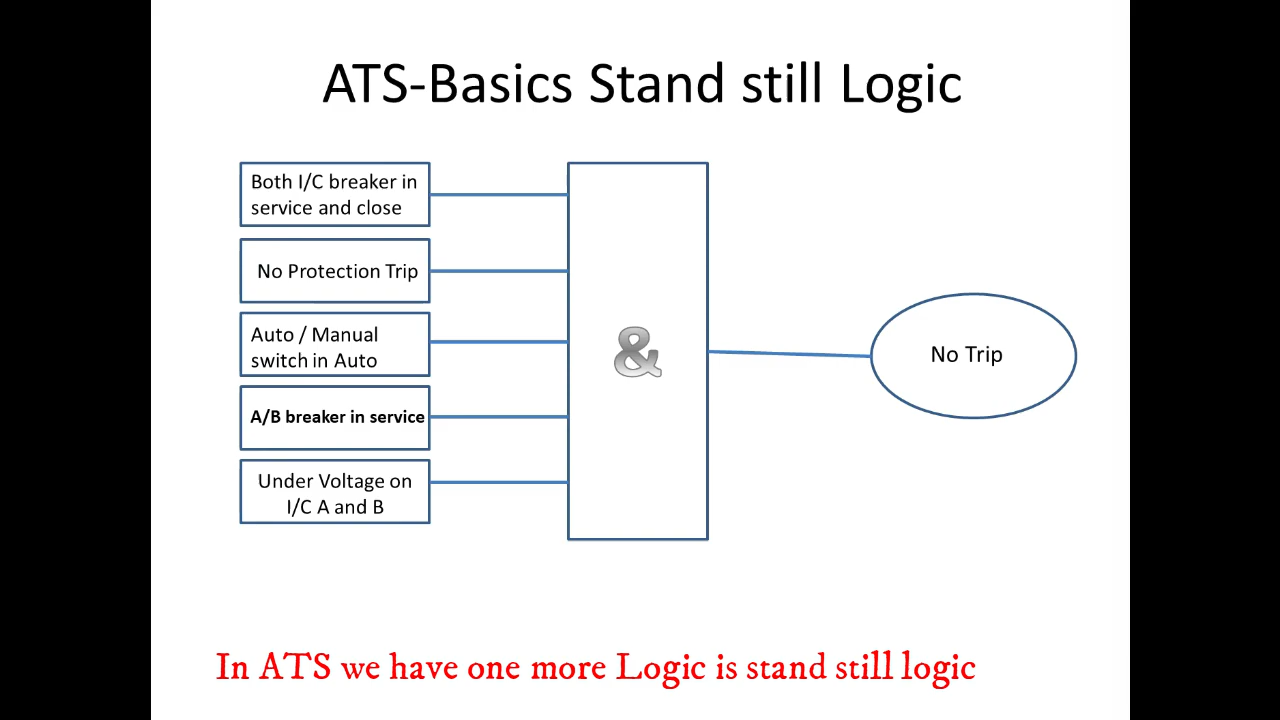 ATS-Basics Stand still Logic
Both I/C breaker in
service and close
No Protection Trip
Auto / Manual
switch in Auto
A/B breaker in service
Under Voltage on
I/C A and B
&
No Trip
In ATS we have one more Logic is stand still logic